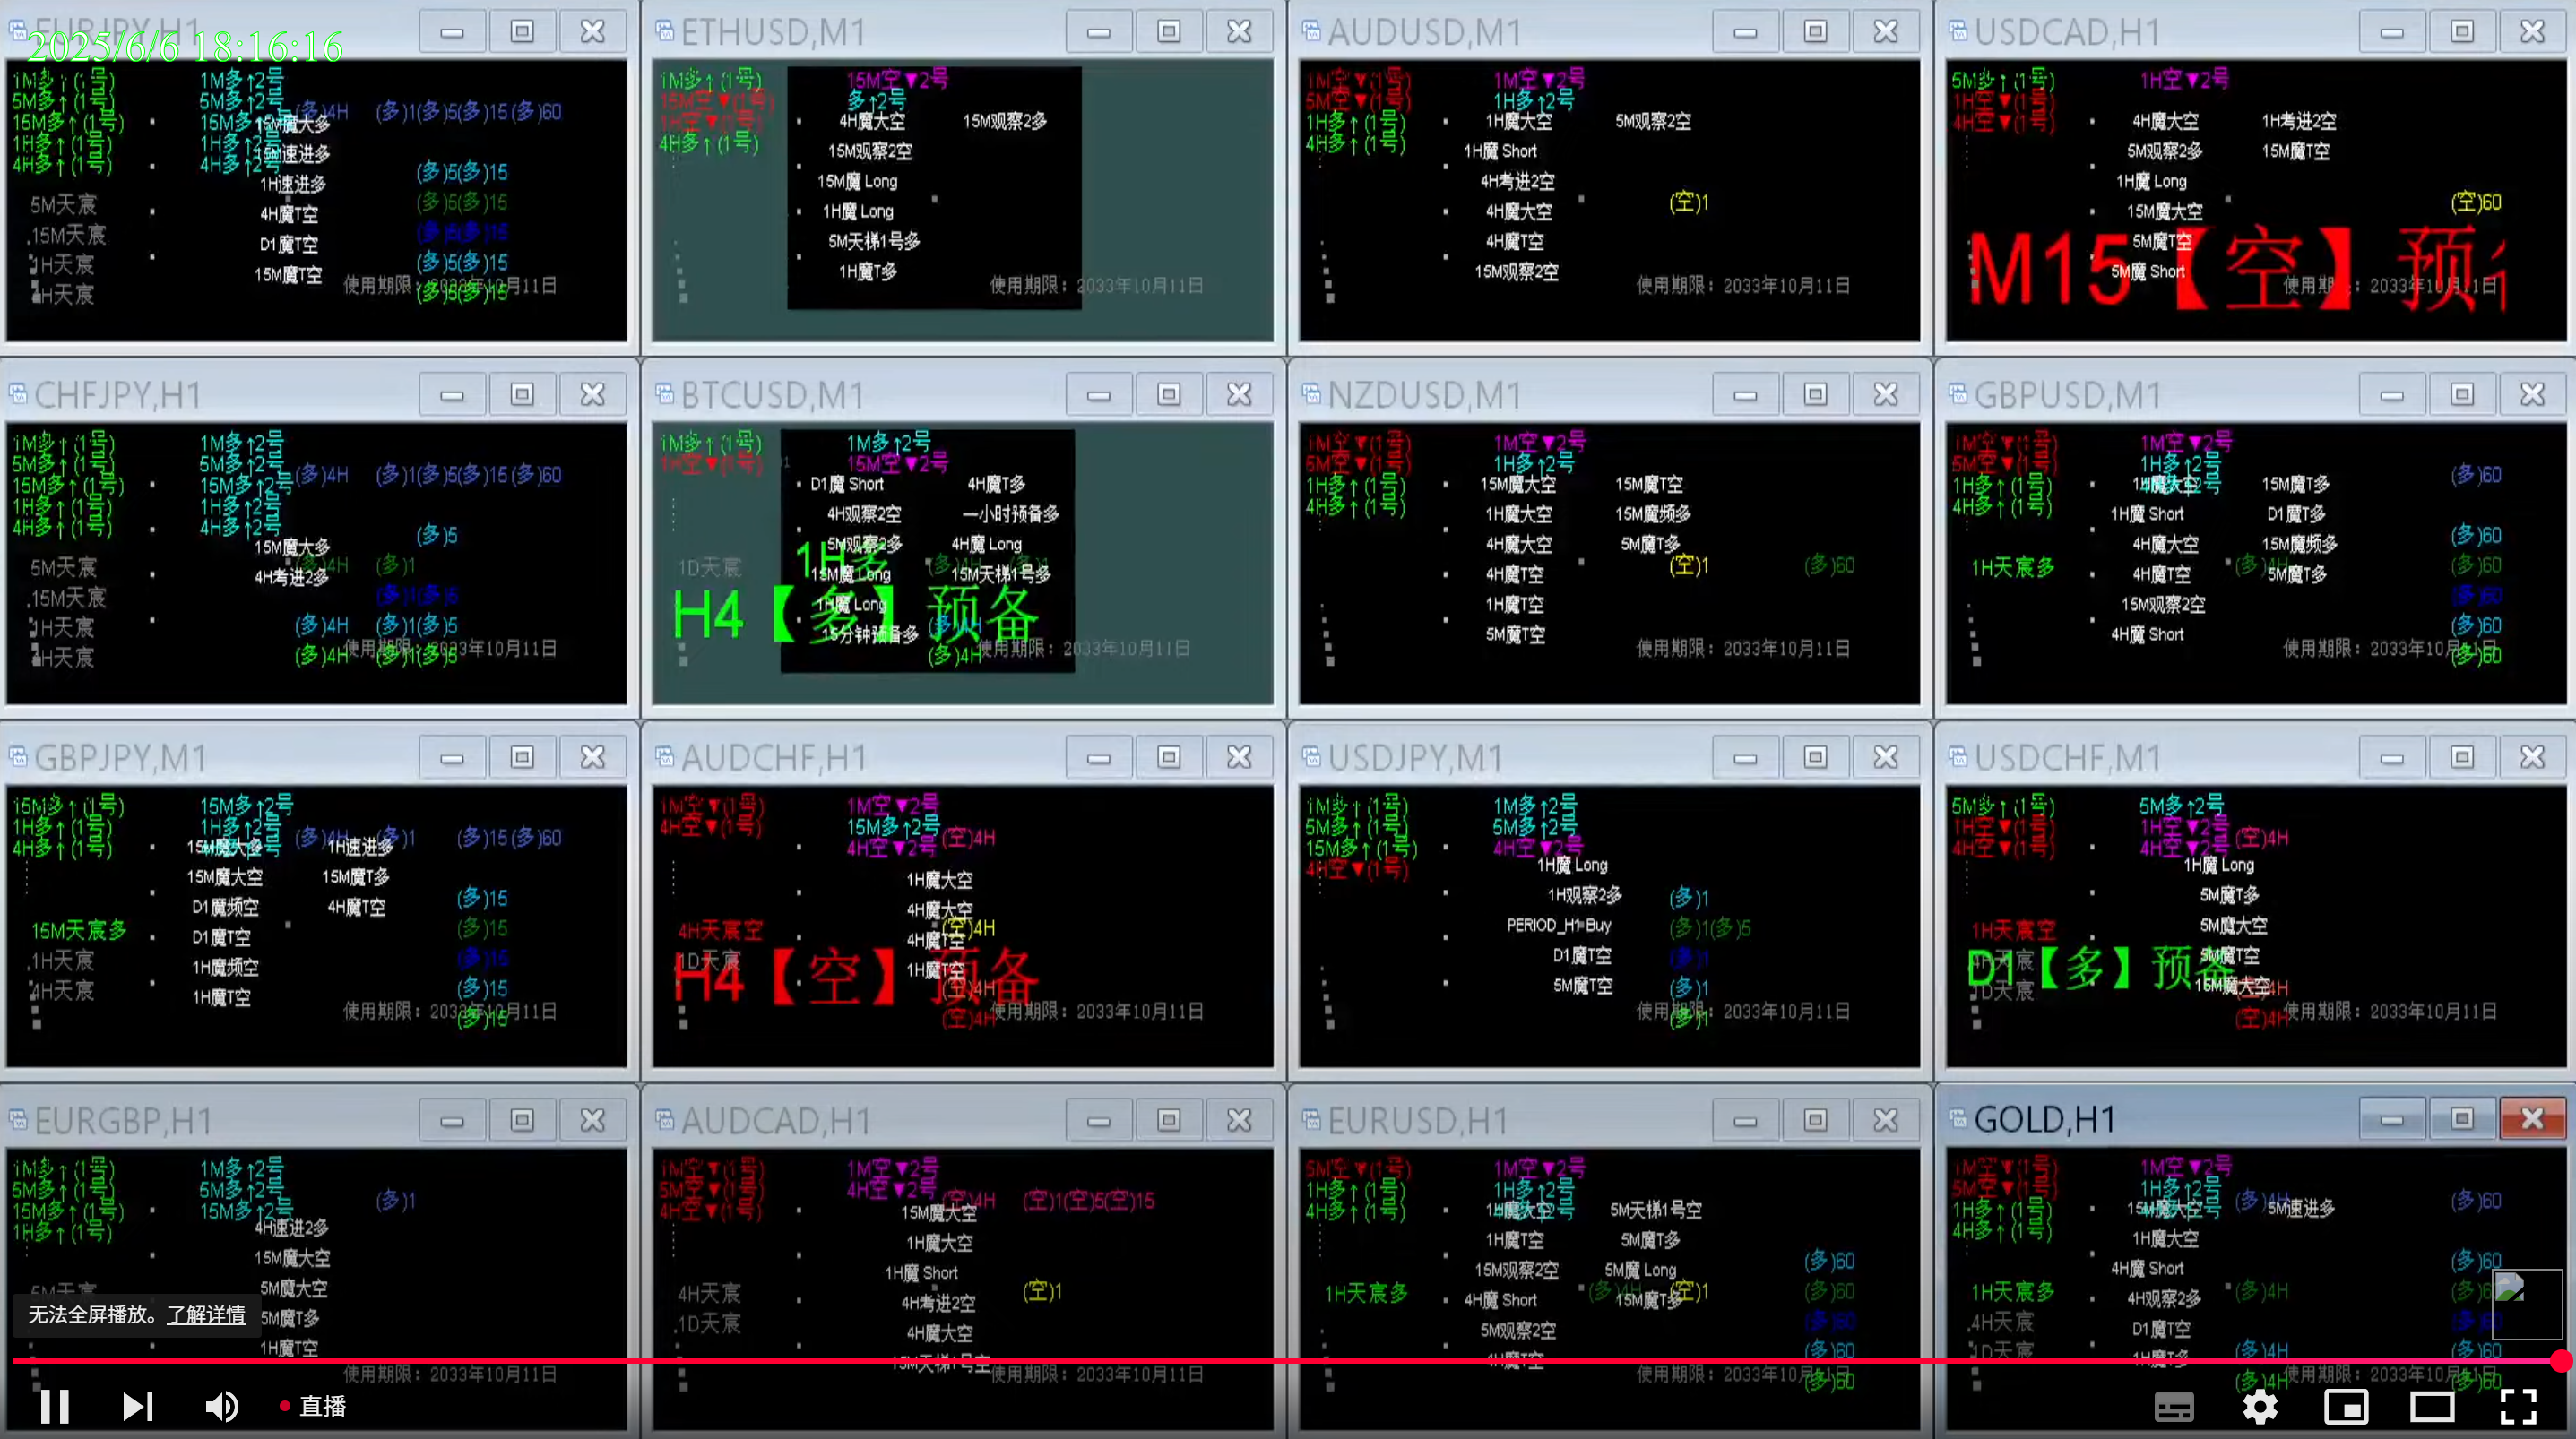 EURJPY,H1
2025/6/6 18:16:16
1M多↑(1号) 1M多↑2号
5M多↑(1号) 5M多↑2号
(多)4H (多)1(多)5(多)15(多)60
15M多↑(1号) 15M多↑2号
15M魔大多
1H多↑(1号) 1H多↑2号
15M速进多
4H多↑(1号) 4H多↑2号
(多)5(多)15
1H速进多
5M天宸 (多)5(多)15
4H魔T空
15M天宸 (多)5(多)15
D1魔T空
1H天宸 (多)5(多)15
15M魔T空
4H天宸 (多)5(多)15
使用期限：2033年10月11日
ETHUSD,M1
1M多↑(1号) 15M空▼2号
15M空▼(1号) 多↑2号
1H空▼(1号) 4H魔大空 15M观察2多
4H多↑(1号) 15M观察2空
15M魔 Long
1H魔 Long
5M天梯1号多
1H魔T多
使用期限：2033年10月11日
AUDUSD,M1
1M空▼(1号) 1M空▼2号
5M空▼(1号) 1H多↑2号
1H多↑(1号) 1H魔大空 5M观察2空
4H多↑(1号) 1H魔 Short
4H考进2空
4H魔大空 (空)1
4H魔T空
15M观察2空
使用期限：2033年10月11日
USDCAD,H1
5M多↑(1号) 1H空▼2号
1H空▼(1号)
4H空▼(1号) 4H魔大空 1H考进2空
5M观察2多 15M魔T空
1H魔 Long
15M魔大空 (空)60
5M魔T空
M15【空】预
5M魔 Short
使用期限：2033年10月11日
CHFJPY,H1
1M多↑(1号) 1M多↑2号
5M多↑(1号) 5M多↑2号
(多)4H (多)1(多)5(多)15(多)60
15M多↑(1号) 15M多↑2号
1H多↑(1号) 1H多↑2号
4H多↑(1号) 4H多↑2号
(多)5
15M魔大多
5M天宸 (多)4H (多)1
4H考进2多
15M天宸 (多)1(多)5
1H天宸 (多)4H (多)1(多)5
4H天宸 (多)4H (多)1(多)5
使用期限：2033年10月11日
BTCUSD,M1
1M多↑(1号) 1M多↑2号
1H空▼(1号) 15M空▼2号
D1魔 Short 4H魔T多
4H观察2空 一小时预备多
5M观察2多 4H魔 Long
1H多
1D天宸 (多)4H
15M魔 Long 15M天梯1号多
1H魔 Long
H4【多】预备
15分钟预备多
(多)4H
使用期限：2033年10月11日
NZDUSD,M1
1M空▼(1号) 1M空▼2号
5M空▼(1号) 1H多↑2号
1H多↑(1号) 15M魔大空 15M魔T空
4H多↑(1号) 1H魔大空 15M魔频多
4H魔大空 5M魔T多
(空)1 (多)60
4H魔T空
1H魔T空
5M魔T空
使用期限：2033年10月11日
GBPUSD,M1
1M空▼(1号) 1M空▼2号
5M空▼(1号) 1H多↑2号
(多)60
1H多↑(1号) 1H魔大空 15M魔T多
4H多↑(1号) 1H魔 Short D1魔T多
(多)60
4H魔大空 15M魔频多
1H天宸多 (多)4H (多)60
4H魔T空 5M魔T多
(多)60
15M观察2空
(多)60
4H魔 Short
(多)60
使用期限：2033年10月11日
GBPJPY,M1
15M多↑(1号) 15M多↑2号
1H多↑(1号) 1H多↑2号
(多)4H (多)1 (多)15(多)60
4H多↑(1号) 15M魔大多 1H速进多
15M魔大空 15M魔T多
(多)15
D1魔频空 4H魔T空
15M天宸多 (多)15
D1魔T空
1H天宸 (多)15
1H魔频空
4H天宸 (多)15
1H魔T空
使用期限：2033年10月11日
(多)15
AUDCHF,H1
1M空▼(1号) 1M空▼2号
4H空▼(1号) 15M多↑2号
(空)4H
4H空▼2号
1H魔大空
4H魔大空
4H天宸空 (空)4H
4H魔T空
1D天宸
1H魔T空
H4【空】预备
(空)4H
(空)4H
使用期限：2033年10月11日
USDJPY,M1
1M多↑(1号) 1M多↑2号
5M多↑(1号) 5M多↑2号
15M多↑(1号) 4H空▼2号
4H空▼(1号) 1H魔 Long
1H观察2多 (多)1
PERIOD_H1 Buy (多)1(多)5
D1魔T空 (多)1
5M魔T空 (多)1
使用期限：2033年10月11日
(多)1
USDCHF,M1
5M多↑(1号) 5M多↑2号
1H空▼(1号) 1H空▼2号
(空)4H
4H空▼(1号) 4H空▼2号
1H魔 Long
5M魔T多
1H天宸空 5M魔大空
4H天宸 5M魔T空
D1【多】预备
1D天宸 15M魔大空
(空)4H
使用期限：2033年10月11日
(空)4H
EURGBP,H1
1M多↑(1号) 1M多↑2号
5M多↑(1号) 5M多↑2号
(多)1
15M多↑(1号) 15M多↑2号
1H多↑(1号) 4H速进2多
15M魔大空
5M天宸 5M魔大空
5M魔T多
1H魔T空
使用期限：2033年10月11日
AUDCAD,H1
1M空▼(1号) 1M空▼2号
5M空▼(1号) 4H空▼2号
(空)4H (空)1(空)5(空)15
4H空▼(1号) 15M魔大空
1H魔大空
1H魔 Short
4H天宸 4H考进2空 (空)1
1D天宸 4H魔大空
15M天梯1号空
使用期限：2033年10月11日
EURUSD,H1
5M空▼(1号) 1M空▼2号
1H多↑(1号) 1H多↑2号
4H多↑(1号) 1H魔大空 5M天梯1号空
1H魔T空 5M魔T多
(多)60
15M观察2空 5M魔 Long
1H天宸多 (多)4H (空)1 (多)60
4H魔 Short 15M魔T多
(多)60
5M观察2空
(多)60
4H魔T空
使用期限：2033年10月11日
(多)60
GOLD,H1
1M空▼(1号) 1M空▼2号
5M空▼(1号) 1H多↑2号
(多)4H (多)60
1H多↑(1号) 15M魔大空 5M速进多
4H多↑(1号) 1H魔大空
(多)60
4H魔 Short
1H天宸多 4H观察2多 (多)4H
4H天宸 D1魔T空
1D天宸 1H魔T多 (多)4H (多)60
使用期限：2033年10月11日
(多)4H (多)60
无法全屏播放。了解详情
直播